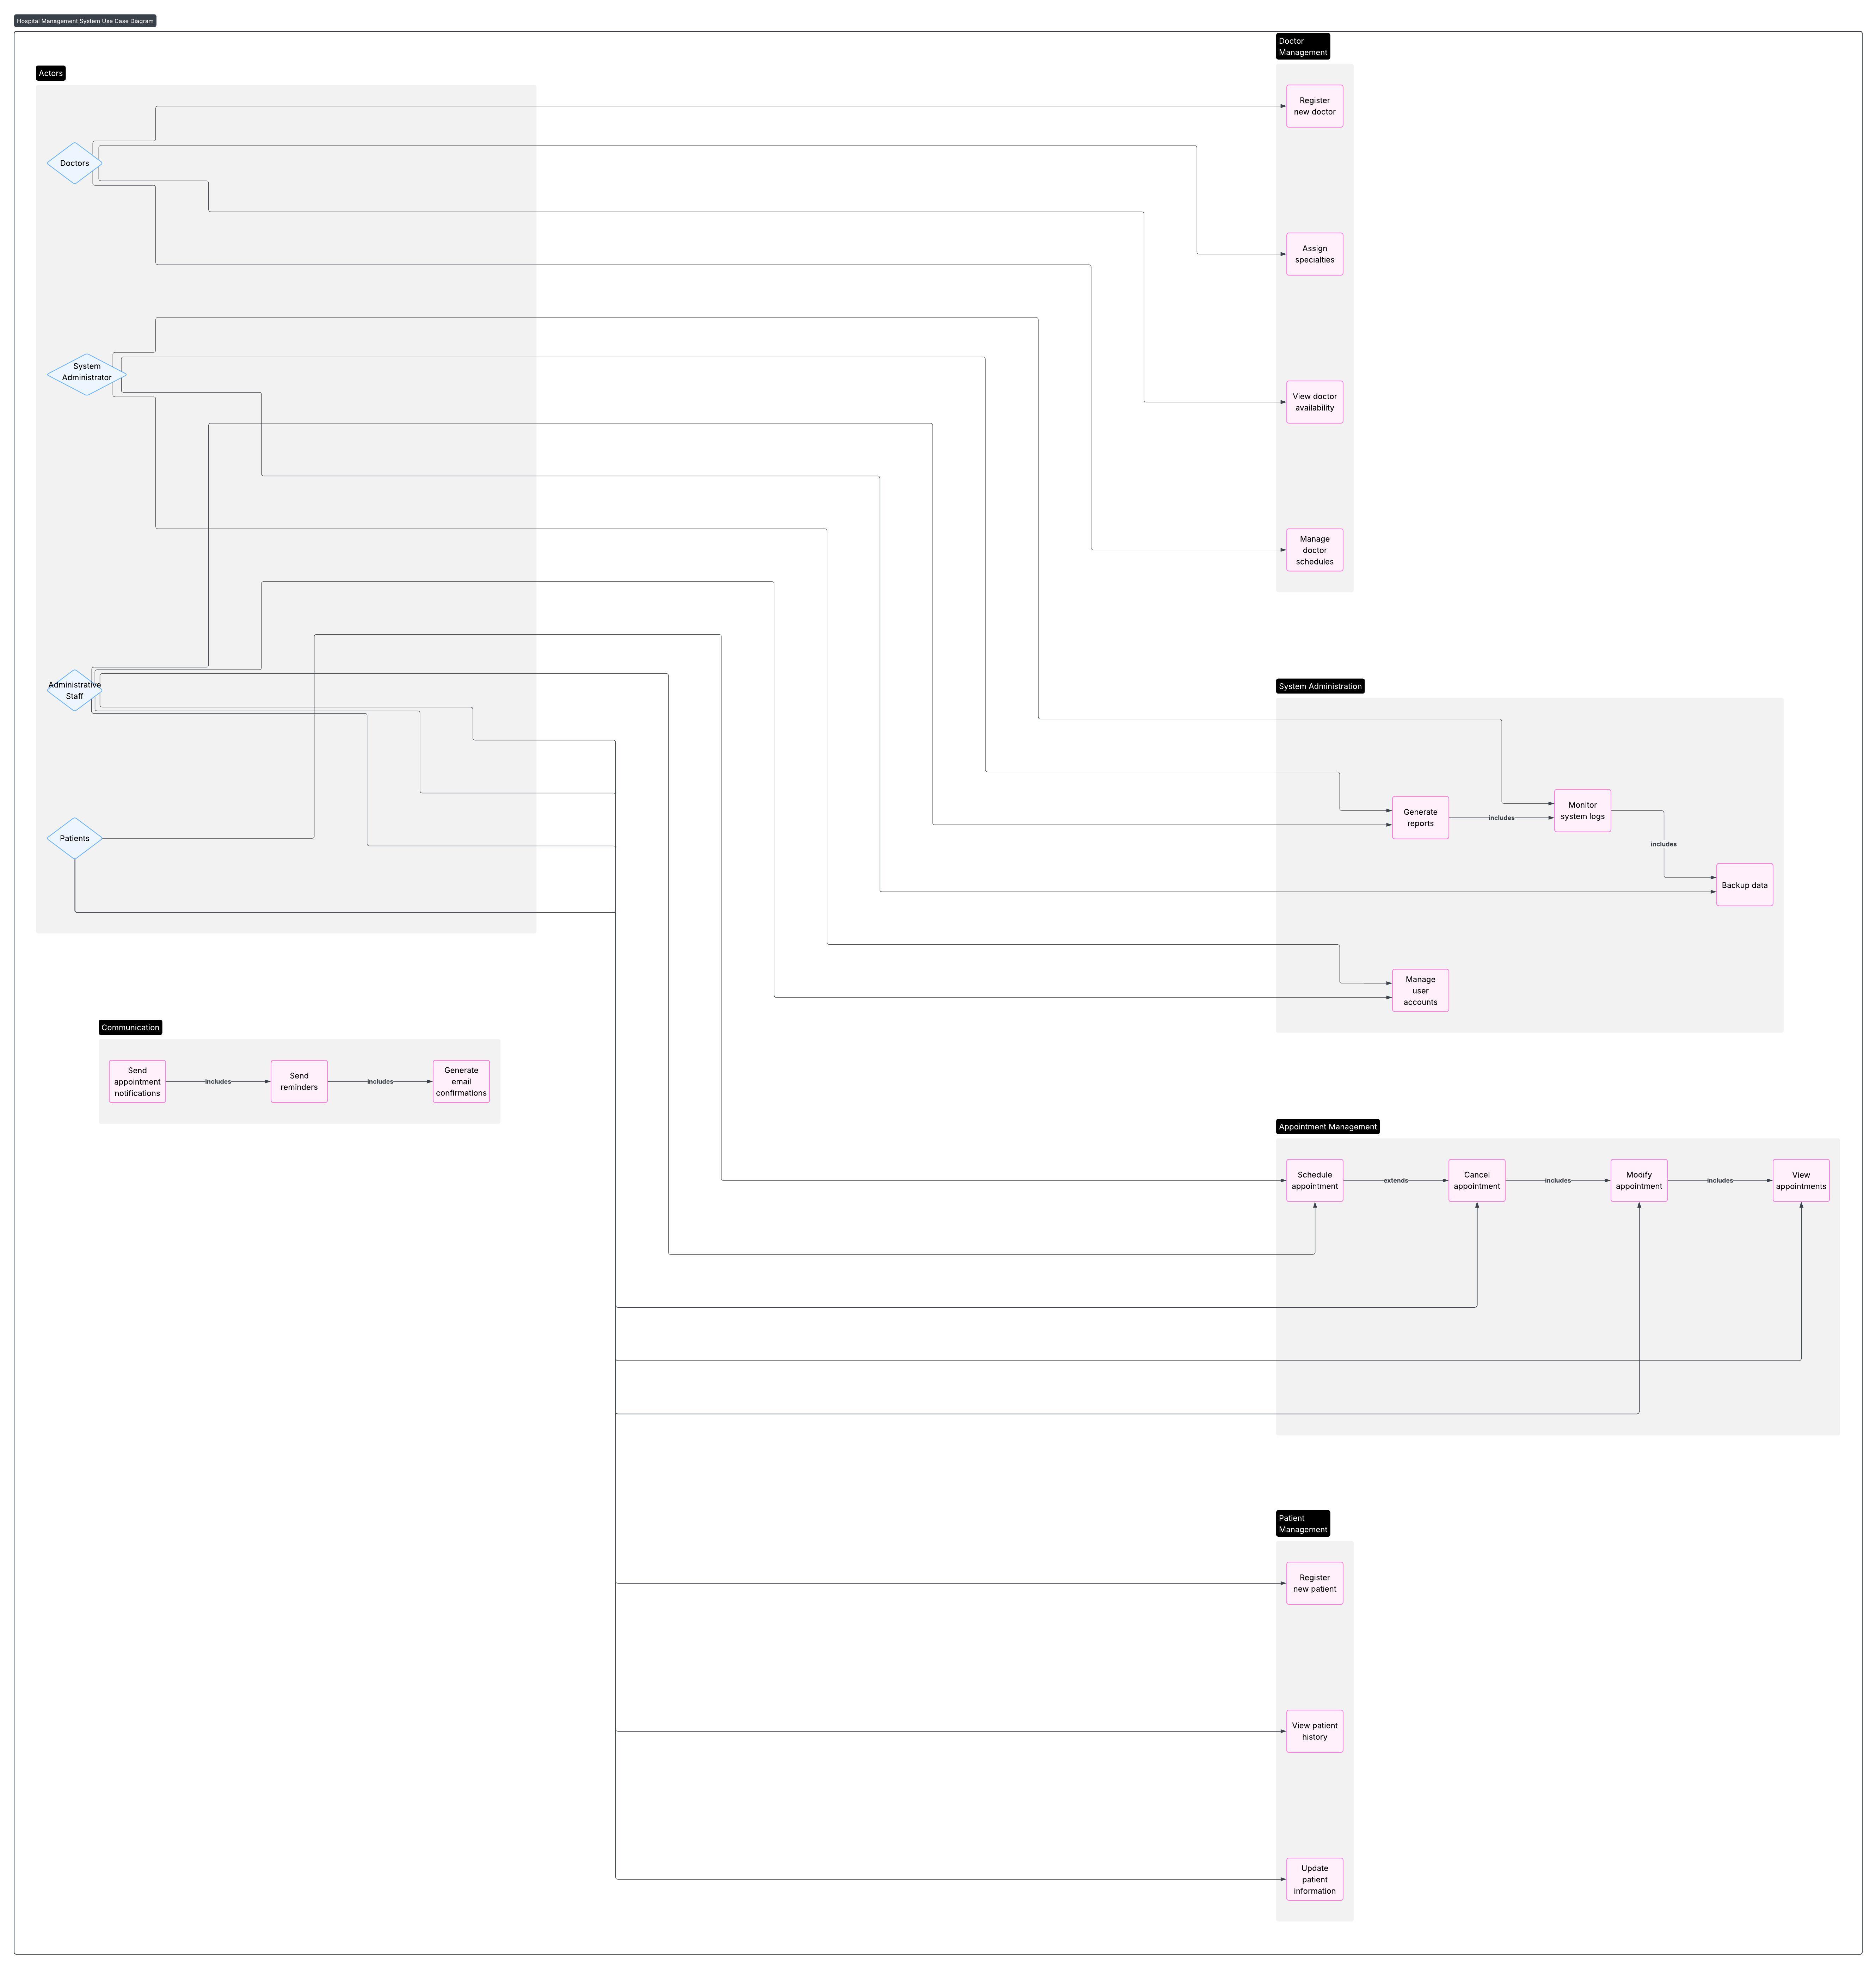 Hospital Management System Use Case Diagram
Doctor
Management
Actors
Register
new doctor
Doctors
Assign
specialties
System
Administrator
View doctor
availability
Manage
doctor
schedules
Administrative
Staff
System Administration
Generate
reports
includes
Monitor
system logs
includes
Patients
Backup data
Manage
user
accounts
Communication
Send
appointment
notifications
includes
Send
reminders
includes
Generate
email
confirmations
Appointment Management
Schedule
appointment
extends
Cancel
appointment
includes
Modify
appointment
includes
View
appointments
Patient
Management
Register
new patient
View patient
history
Update
patient
information